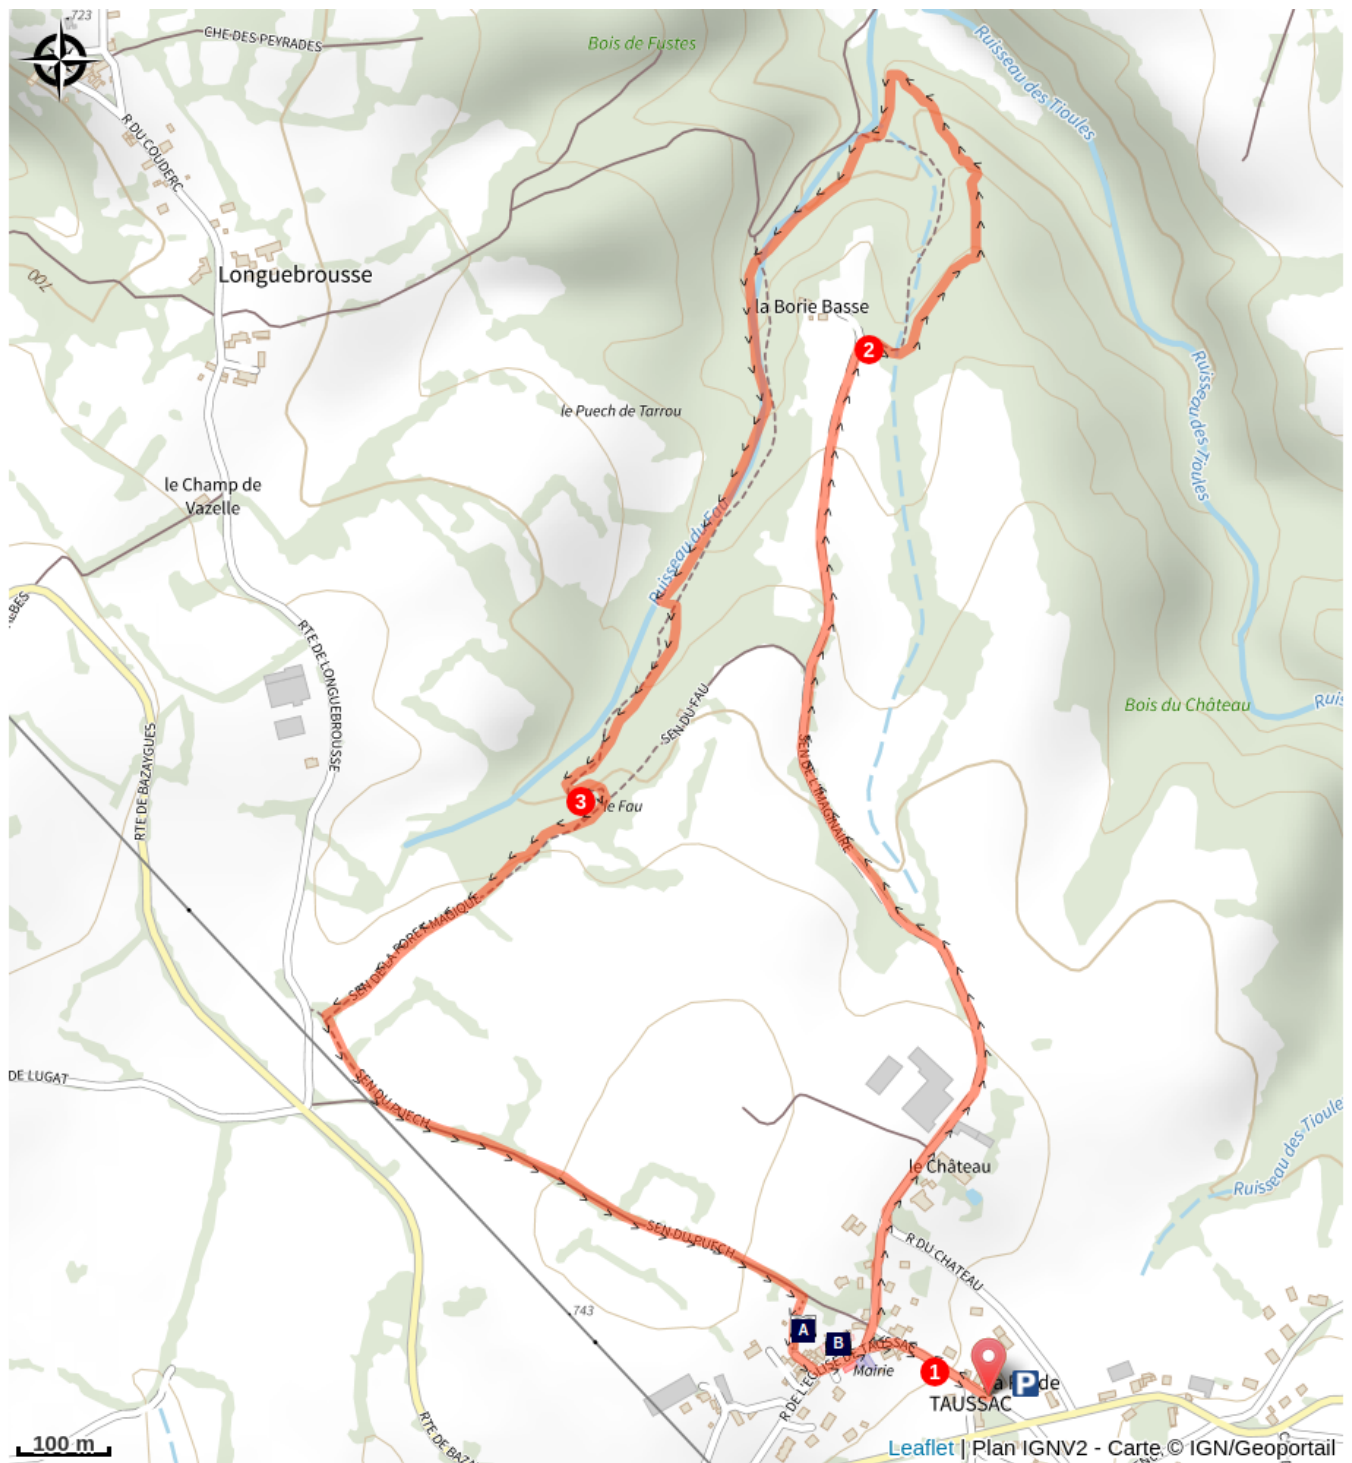 723
CHE DES PEYRADES
Bois de Fustes
Ruisseau des Tioules
R DU COUDERC
700
Longuebrousse
la Borie Basse
2
Ruisseau des Tioules
le Puech de Tarrou
le Champ de
Vazelle
Ruisseau du Fau
RTE DE LONGUEBROUSSE
SEN DU FAU
Bois du Château
RTE DE BAZAYGUES
SEN DE L'IMAGINAIRE
3
le Fau
SEN DE LA FORET MAGIQUE
DE LUGAT
SEN DU PUECH
le Château
Ruisseau des Tioule
SEN DU PUECH
R DU CHATEAU
743
A
B
Mairie
1
P
de
TAUSSAC
100 m
Leaflet | Plan IGNV2 - Carte © IGN/Geoportail